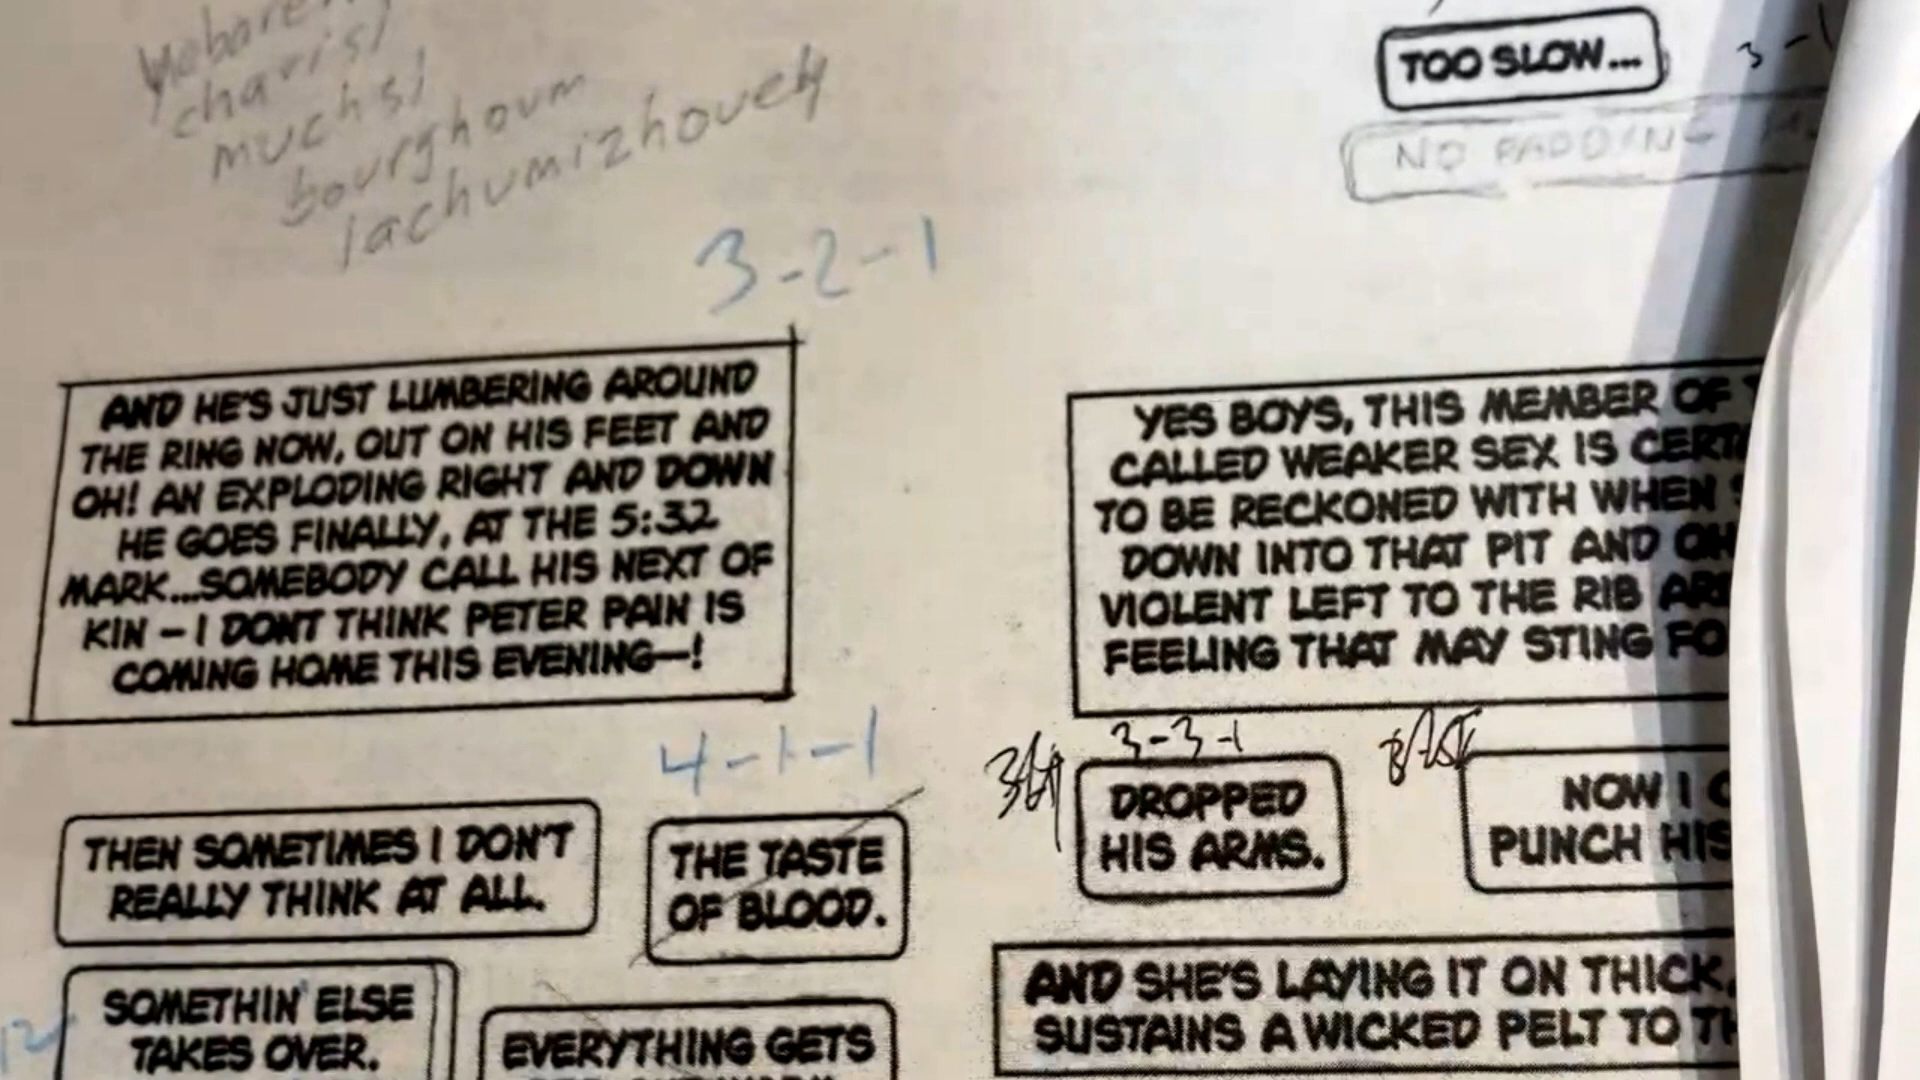 charisi
muchsi
bourghoum
lachumizhouch
TOO SLOW...
3-1
NO PADDING
3-2-1
AND HE'S JUST LUMBERING AROUND
THE RING NOW, OUT ON HIS FEET AND
OH! AN EXPLODING RIGHT AND DOWN
HE GOES FINALLY, AT THE 5:32
MARK...SOMEBODY CALL HIS NEXT OF
KIN – I DONT THINK PETER PAIN IS
COMING HOME THIS EVENING—!
YES BOYS, THIS MEMBER OF
CALLED WEAKER SEX IS
TO BE RECKONED WITH WHEN
DOWN INTO THAT PIT AND
VIOLENT LEFT TO THE RIB
FEELING THAT MAY STING
4-1-1
THEN SOMETIMES I DON'T
REALLY THINK AT ALL.
THE TASTE
OF BLOOD.
3-3-1
DROPPED
HIS ARMS.
NOW I
PUNCH HIS
SOMETHIN' ELSE
TAKES OVER.
EVERYTHING GETS
AND SHE'S LAYING IT ON THICK,
SUSTAINS A WICKED PELT TO